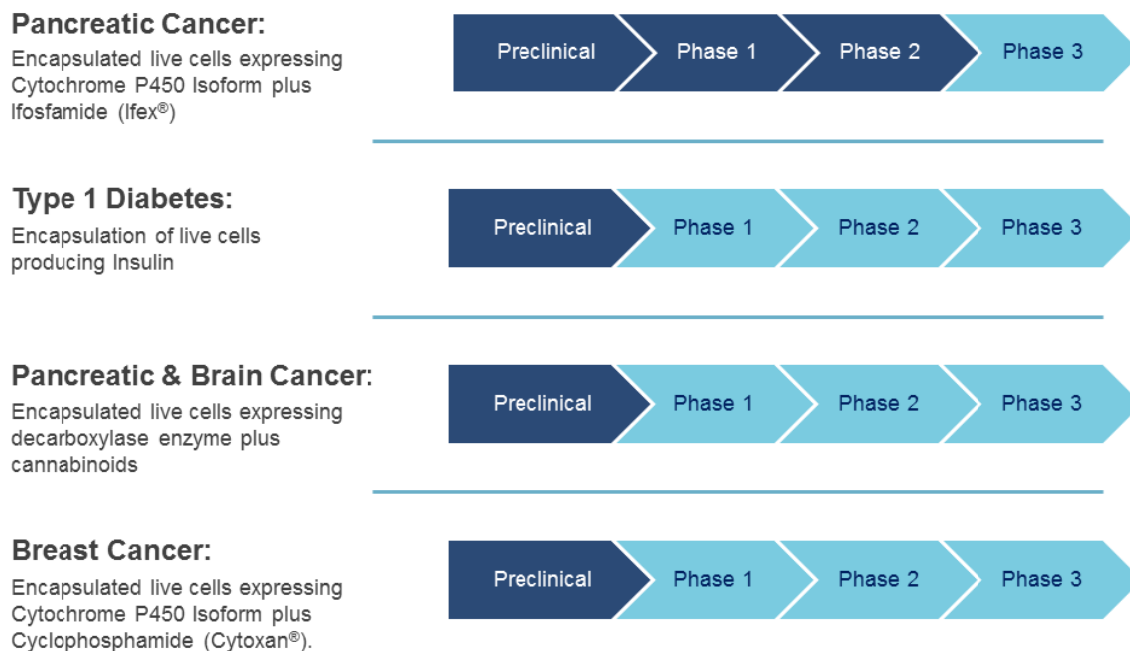 Pancreatic Cancer:
Encapsulated live cells expressing
Cytochrome P450 Isoform plus
Ifosfamide (Ifex®)
Preclinical
Phase 1
Phase 2
Phase 3
Type 1 Diabetes:
Encapsulation of live cells
producing Insulin
Preclinical
Phase 1
Phase 2
Phase 3
Pancreatic & Brain Cancer:
Encapsulated live cells expressing
decarboxylase enzyme plus
cannabinoids
Preclinical
Phase 1
Phase 2
Phase 3
Breast Cancer:
Encapsulated live cells expressing
Cytochrome P450 Isoform plus
Cyclophosphamide (Cytoxan®).
Preclinical
Phase 1
Phase 2
Phase 3